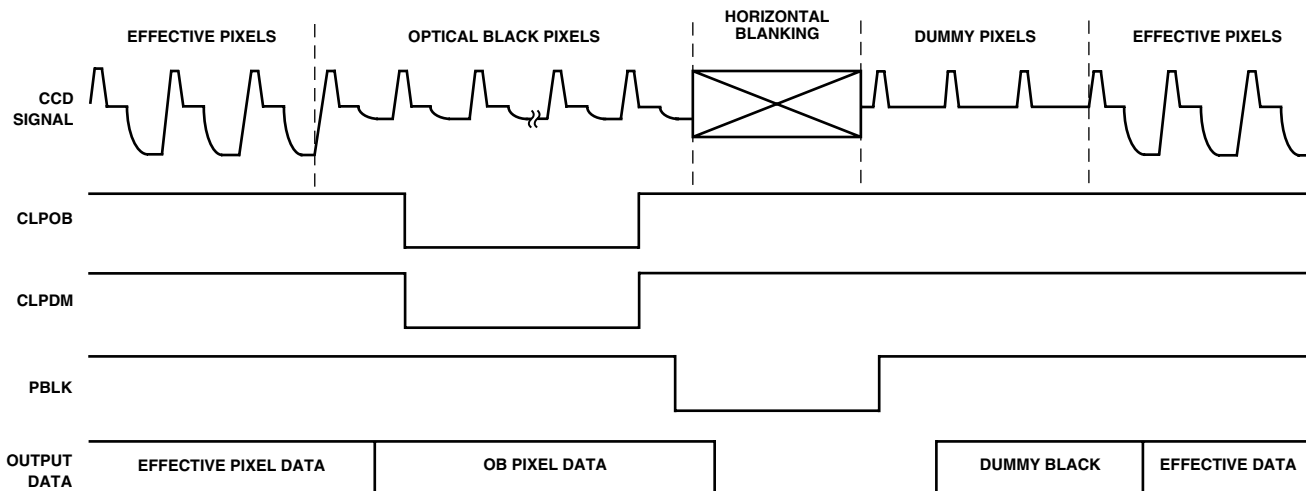 EFFECTIVE PIXELS
OPTICAL BLACK PIXELS
HORIZONTAL
BLANKING
DUMMY PIXELS
EFFECTIVE PIXELS
CCD
SIGNAL
CLPOB
CLPDM
PBLK
OUTPUT
DATA
EFFECTIVE PIXEL DATA
OB PIXEL DATA
DUMMY BLACK
EFFECTIVE DATA